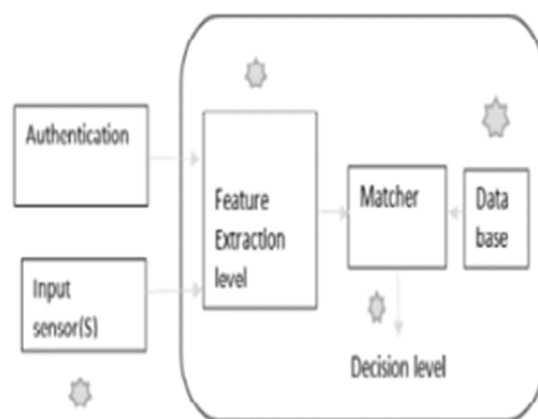 Authentication
Input
sensor(S)
Feature
Extraction
level
Matcher
Data
base
Decision level